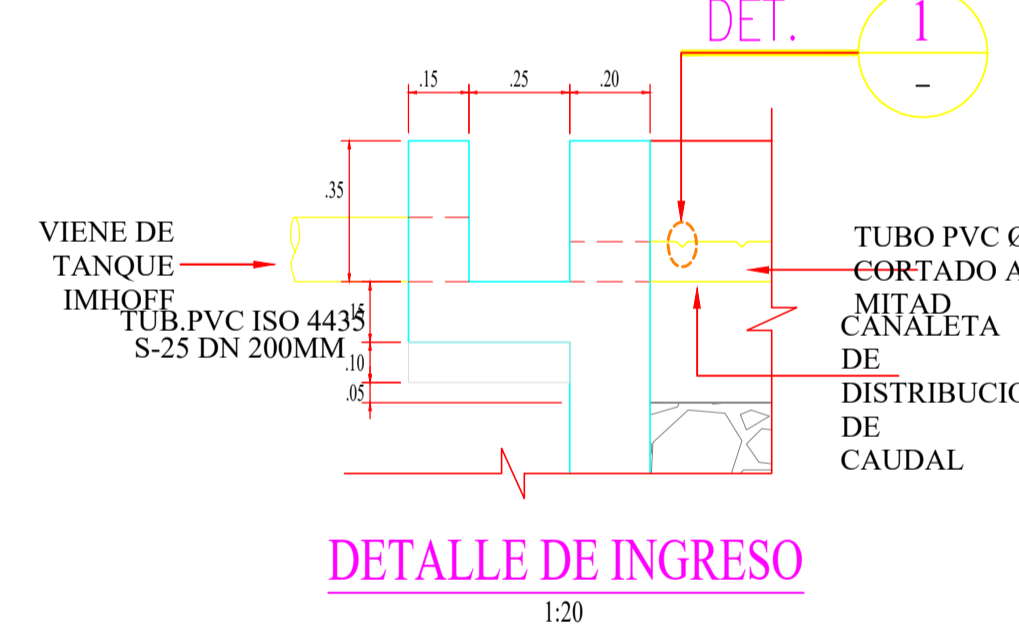 DET.
1
-
.15
.25
.20
.35
VIENE DE
TANQUE
IMHOFF
TUB.PVC ISO 4435
S-25 DN 200MM
.15
.10
.05
TUBO PVC
CORTADO A
MITAD
CANALETA
DE
DE
CAUDAL
DETALLE DE INGRESO
1:20